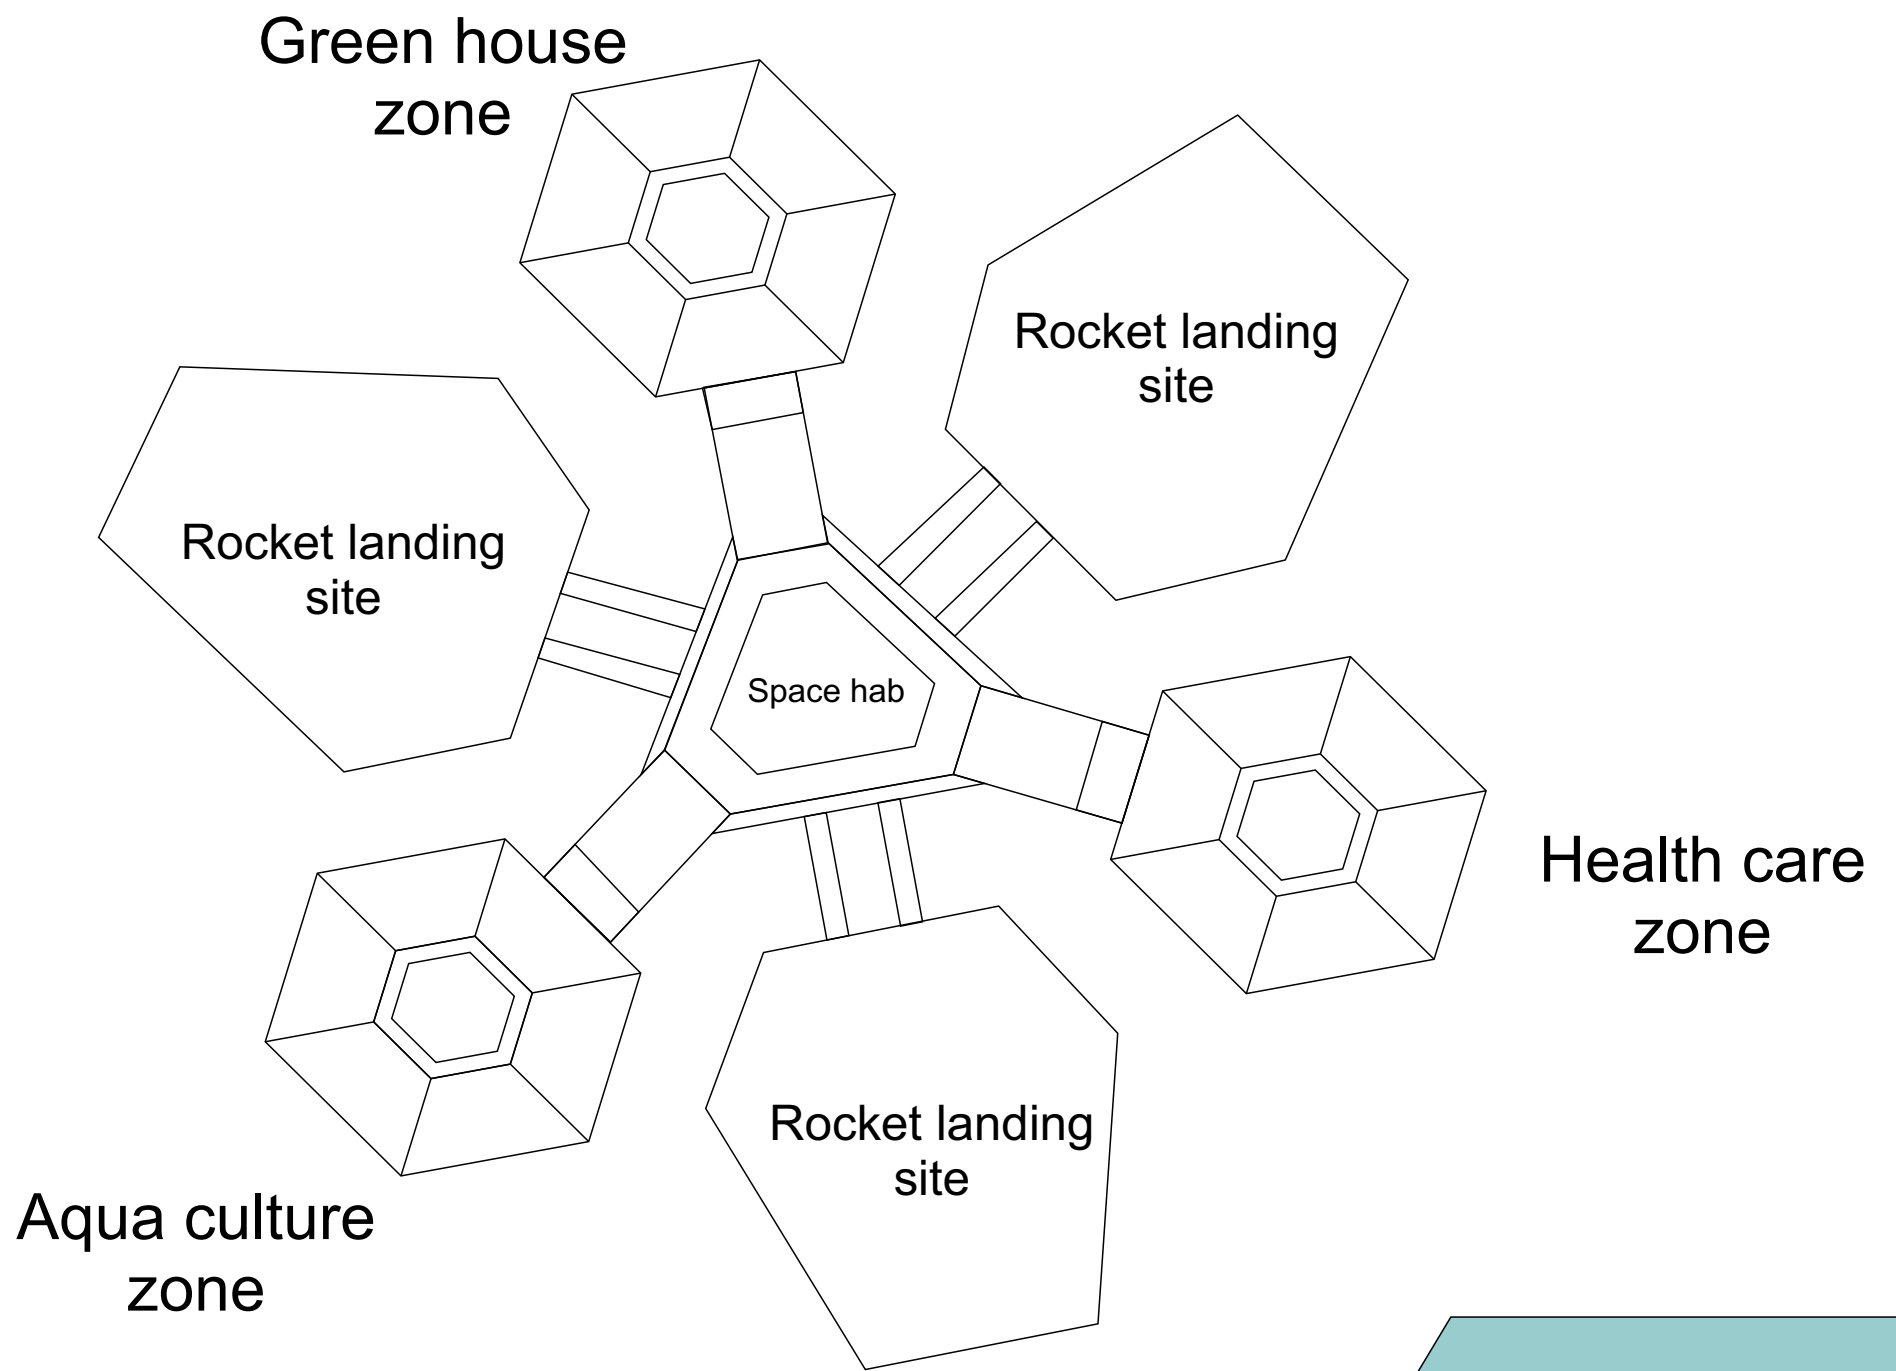 Green house
zone
Rocket landing
site
Rocket landing
site
Space hab
Health care
zone
Rocket landing
site
Aqua culture
zone